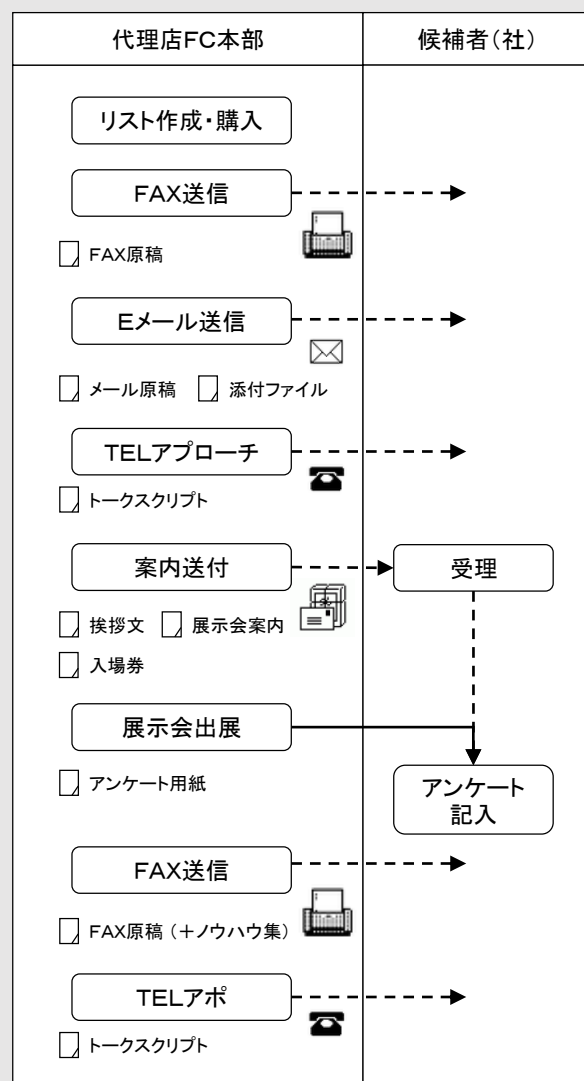 代理店FC本部
候補者(社)
リスト作成・購入
FAX送信
FAX原稿
Eメール送信
メール原稿 添付ファイル
TELアプローチ
トークスクリプト
案内送付
受理
挨拶文 展示会案内
入場券
展示会出展
アンケート用紙
アンケート
記入
FAX送信
FAX原稿(+ノウハウ集)
TELアポ
トークスクリプト